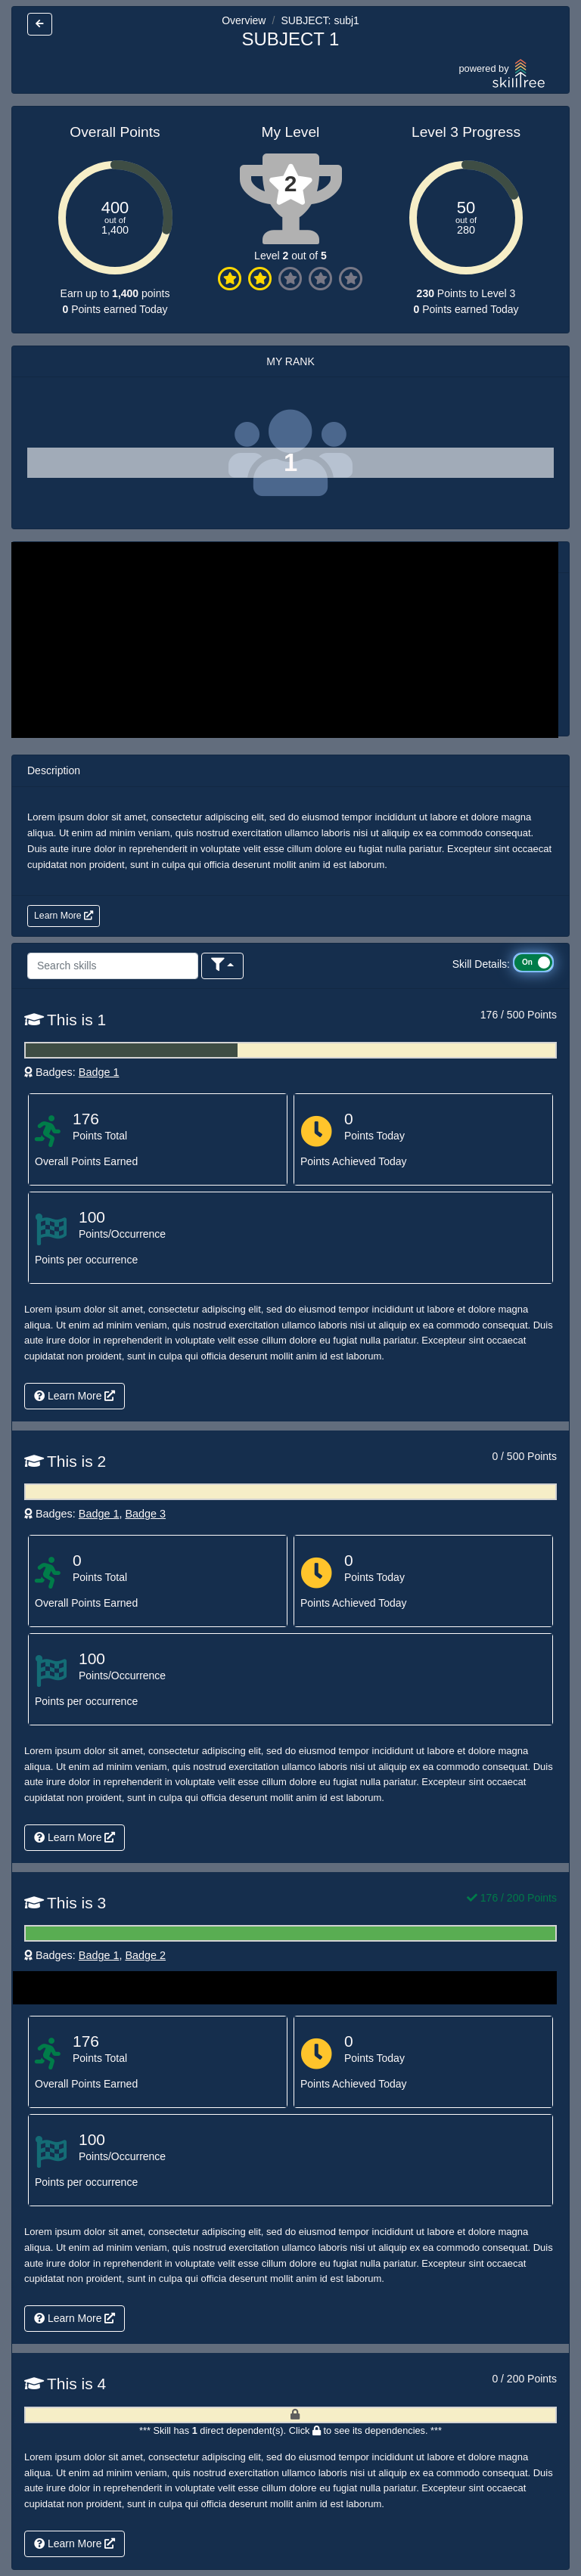 Overview / SUBJECT: subj1
SUBJECT 1
powered by
skilltree
Overall Points
400
out of
1,400
Earn up to 1,400 points
0 Points earned Today
My Level
2
Level 2 out of 5
Level 3 Progress
50
out of
280
230 Points to Level 3
0 Points earned Today
MY RANK
1
Description
Lorem ipsum dolor sit amet, consectetur adipiscing elit, sed do eiusmod tempor incididunt ut labore et dolore magna
aliqua. Ut enim ad minim veniam, quis nostrud exercitation ullamco laboris nisi ut aliquip ex ea commodo consequat.
Duis aute irure dolor in reprehenderit in voluptate velit esse cillum dolore eu fugiat nulla pariatur. Excepteur sint occaecat
cupidatat non proident, sunt in culpa qui officia deserunt mollit anim id est laborum.
Learn More
Search skills
Skill Details: On
This is 1
176 / 500 Points
Badges: Badge 1
176
Points Total
Overall Points Earned
0
Points Today
Points Achieved Today
100
Points/Occurrence
Points per occurrence
Lorem ipsum dolor sit amet, consectetur adipiscing elit, sed do eiusmod tempor incididunt ut labore et dolore magna
aliqua. Ut enim ad minim veniam, quis nostrud exercitation ullamco laboris nisi ut aliquip ex ea commodo consequat. Duis
aute irure dolor in reprehenderit in voluptate velit esse cillum dolore eu fugiat nulla pariatur. Excepteur sint occaecat
cupidatat non proident, sunt in culpa qui officia deserunt mollit anim id est laborum.
Learn More
This is 2
0 / 500 Points
Badges: Badge 1, Badge 3
0
Points Total
Overall Points Earned
0
Points Today
Points Achieved Today
100
Points/Occurrence
Points per occurrence
Lorem ipsum dolor sit amet, consectetur adipiscing elit, sed do eiusmod tempor incididunt ut labore et dolore magna
aliqua. Ut enim ad minim veniam, quis nostrud exercitation ullamco laboris nisi ut aliquip ex ea commodo consequat. Duis
aute irure dolor in reprehenderit in voluptate velit esse cillum dolore eu fugiat nulla pariatur. Excepteur sint occaecat
cupidatat non proident, sunt in culpa qui officia deserunt mollit anim id est laborum.
Learn More
This is 3
176 / 200 Points
Badges: Badge 1, Badge 2
176
Points Total
Overall Points Earned
0
Points Today
Points Achieved Today
100
Points/Occurrence
Points per occurrence
Lorem ipsum dolor sit amet, consectetur adipiscing elit, sed do eiusmod tempor incididunt ut labore et dolore magna
aliqua. Ut enim ad minim veniam, quis nostrud exercitation ullamco laboris nisi ut aliquip ex ea commodo consequat. Duis
aute irure dolor in reprehenderit in voluptate velit esse cillum dolore eu fugiat nulla pariatur. Excepteur sint occaecat
cupidatat non proident, sunt in culpa qui officia deserunt mollit anim id est laborum.
Learn More
This is 4
0 / 200 Points
*** Skill has 1 direct dependent(s). Click to see its dependencies. ***
Lorem ipsum dolor sit amet, consectetur adipiscing elit, sed do eiusmod tempor incididunt ut labore et dolore magna
aliqua. Ut enim ad minim veniam, quis nostrud exercitation ullamco laboris nisi ut aliquip ex ea commodo consequat. Duis
aute irure dolor in reprehenderit in voluptate velit esse cillum dolore eu fugiat nulla pariatur. Excepteur sint occaecat
cupidatat non proident, sunt in culpa qui officia deserunt mollit anim id est laborum.
Learn More